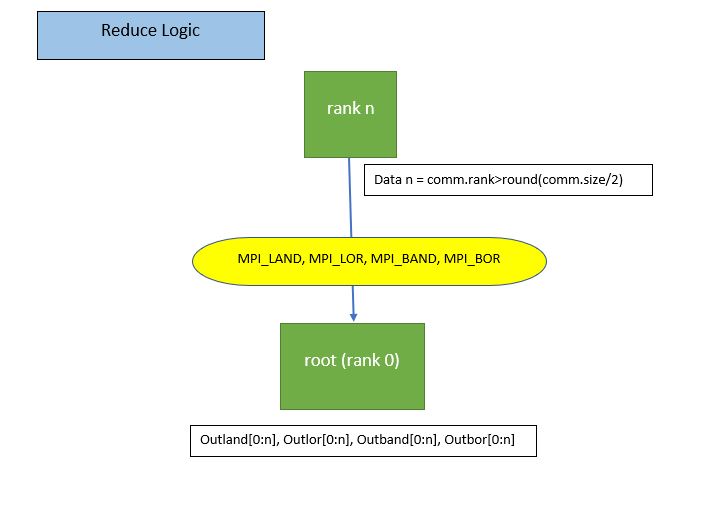 Reduce Logic
rank n
Data n = comm.rank>round(comm.size/2)
MPI_LAND, MPI_LOR, MPI_BAND, MPI_BOR
root (rank 0)
Outland[0:n], Outlor[0:n], Outband[0:n], Outbor[0:n]